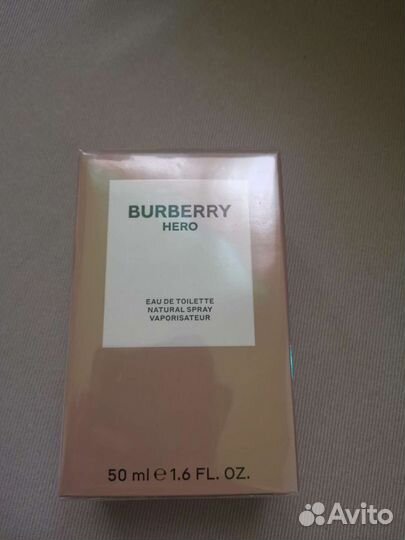 BURBERRY
HERO
EAU DE TOILETTE
NATURAL SPRAY
VAPORISATEUR
50 ml ℮ 1.6 FL. OZ.
Avito